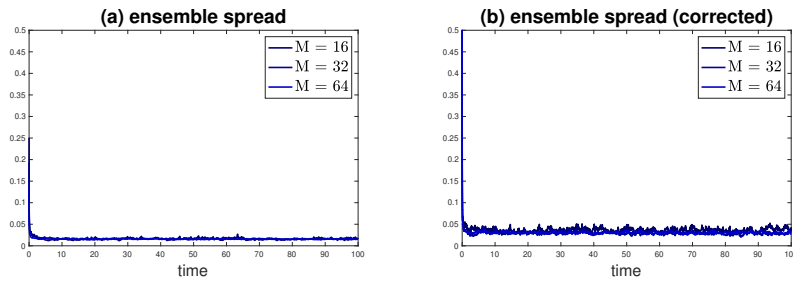 (a) ensemble spread
0.5
0.45
0.4
0.35
0.3
0.25
0.2
0.15
0.1
0.05
0
M = 16
M = 32
M = 64
0 10 20 30 40 50 60 70 80 90 100
time
(b) ensemble spread (corrected)
0.5
0.45
0.4
0.35
0.3
0.25
0.2
0.15
0.1
0.05
0
M = 16
M = 32
M = 64
0 10 20 30 40 50 60 70 80 90 100
time